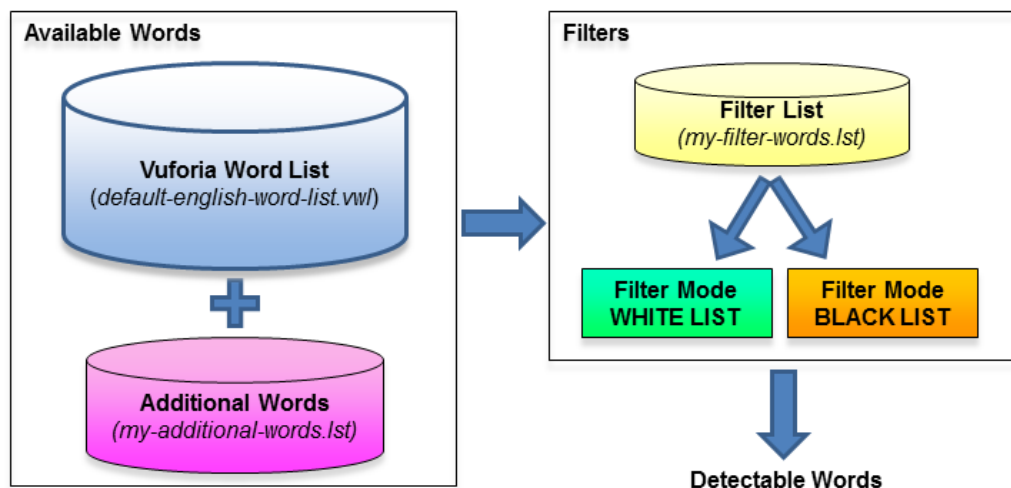 Available Words
Vuforia Word List
(default-english-word-list.vwl)
Additional Words
(my-additional-words.lst)
Filters
Filter List
(my-filter-words.lst)
Filter Mode
WHITE LIST
Filter Mode
BLACK LIST
Detectable Words